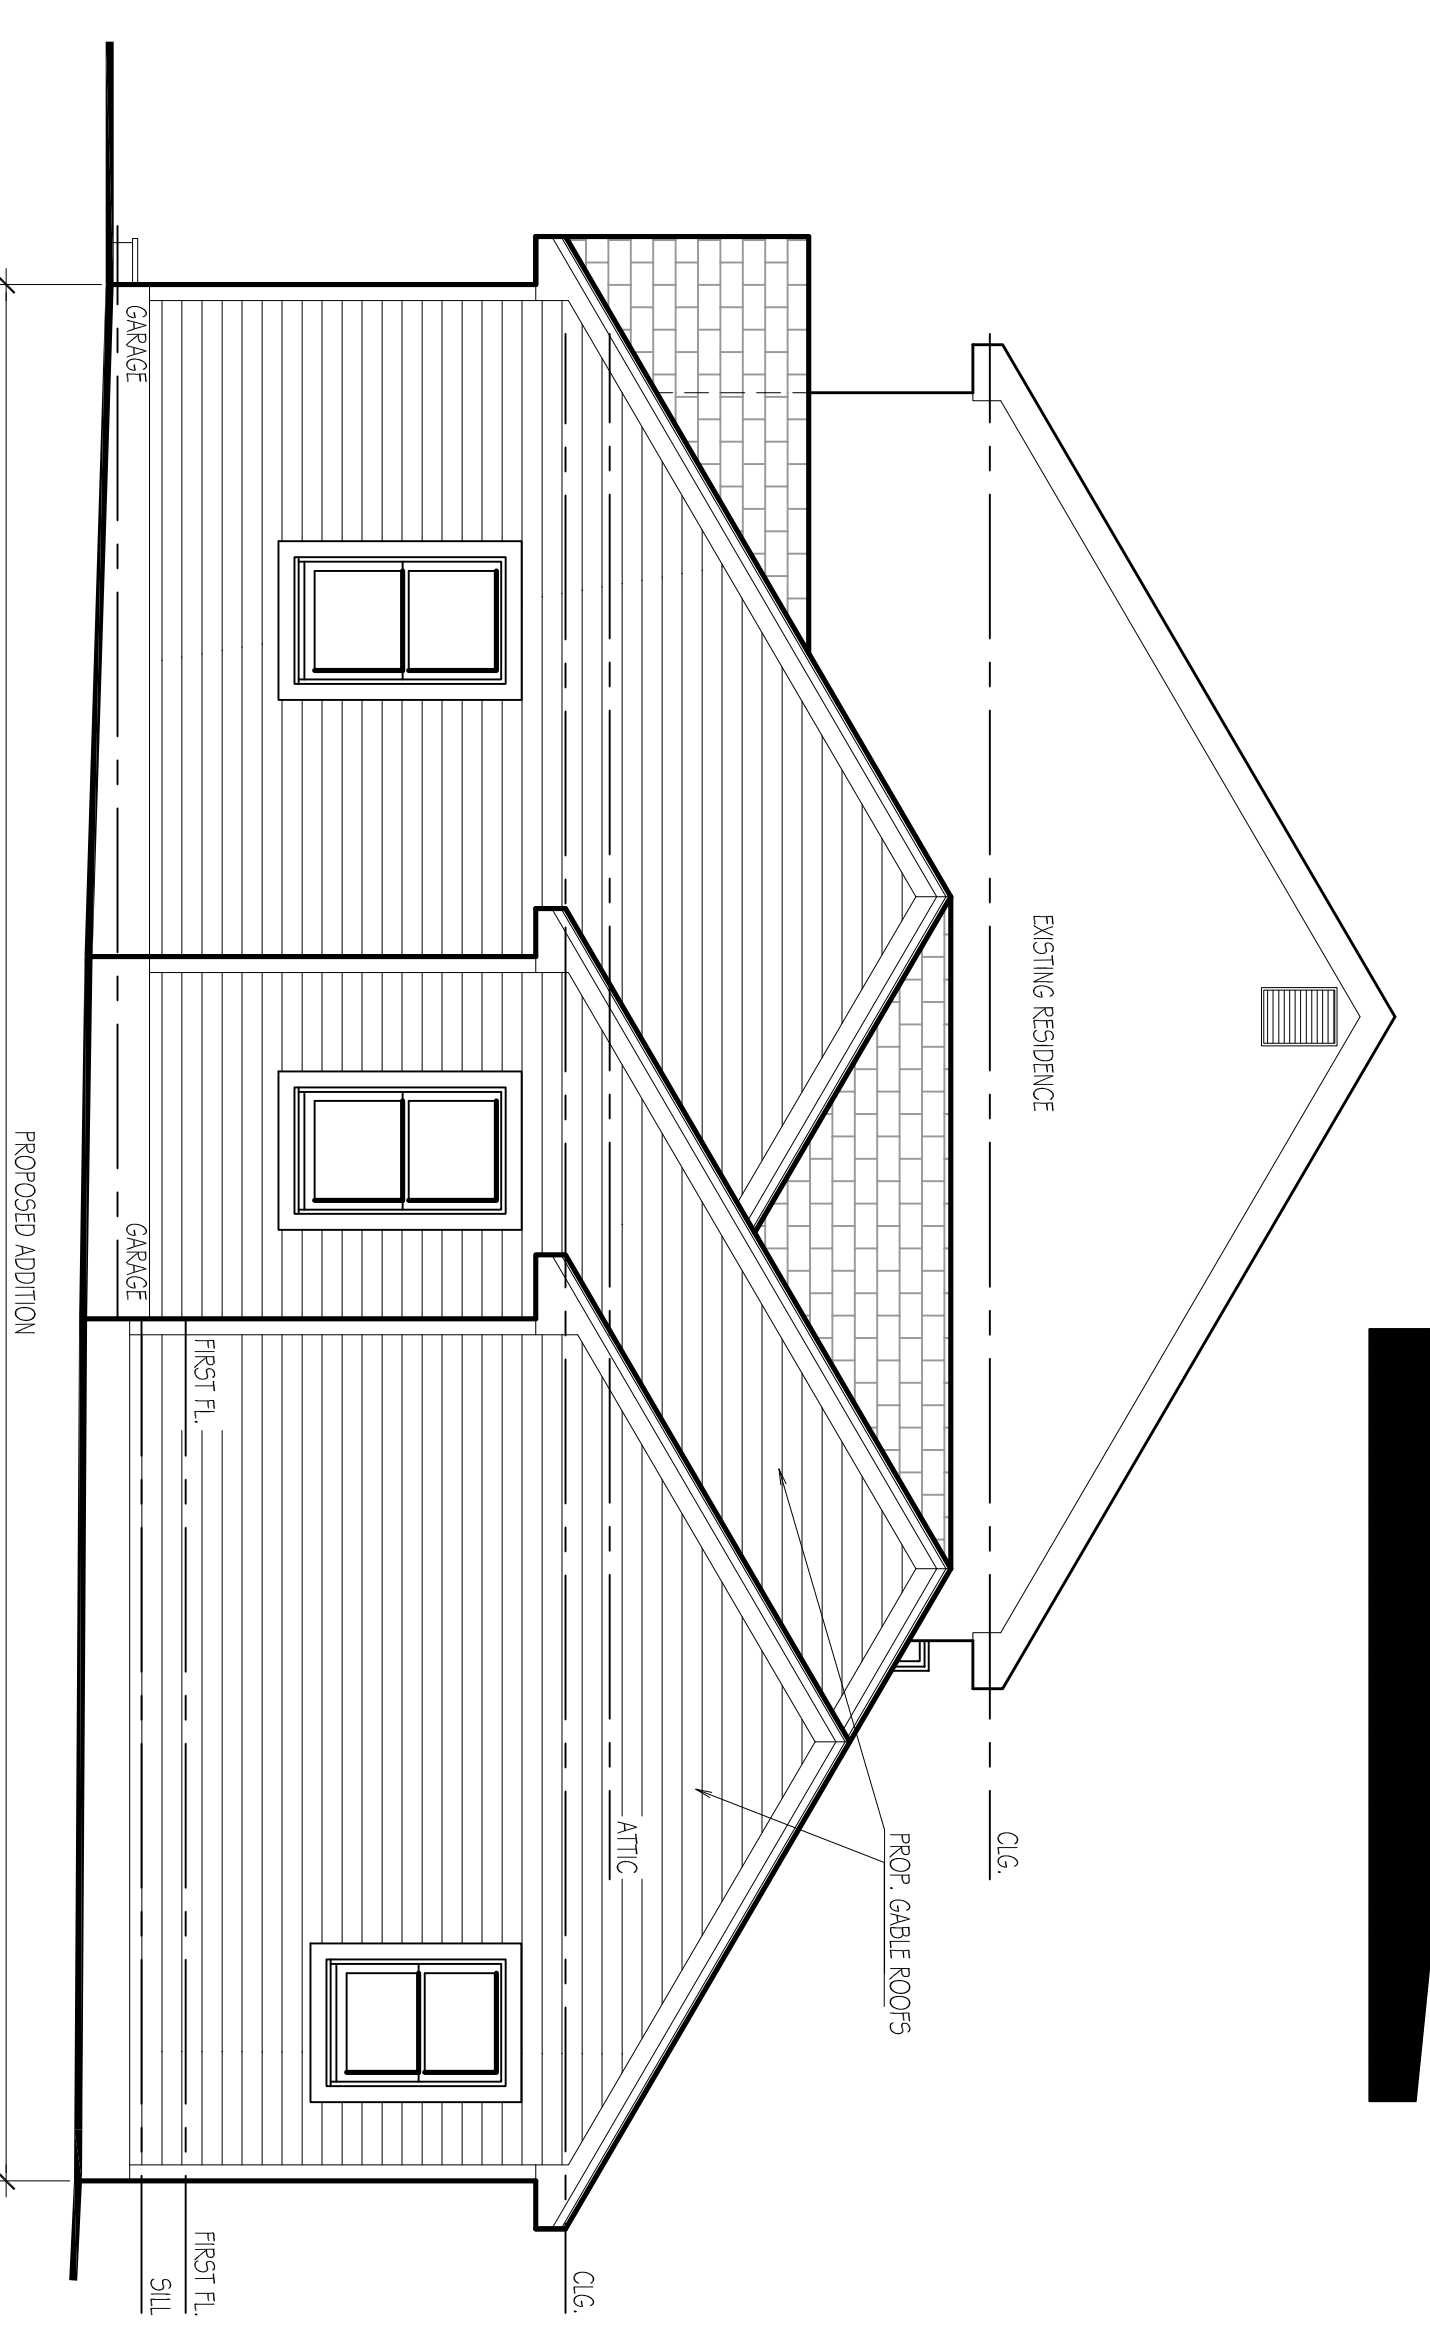 EXISTING RESIDENCE
CLG.
PROP. GABLE ROOFS
ATTIC
CLG.
FIRST FL.
FIRST FL.
SILL
GARAGE
GARAGE
PROPOSED ADDITION